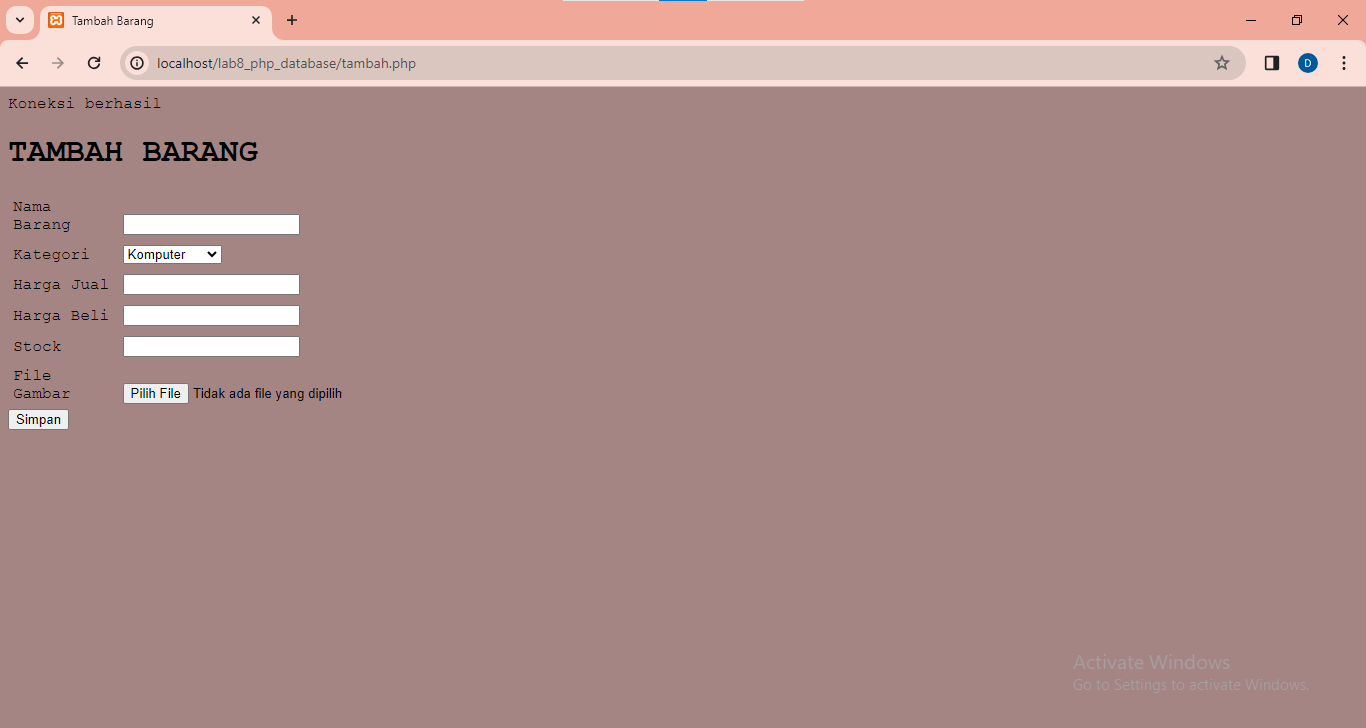 Tambah Barang
localhost/lab8_php_database/tambah.php
D
Koneksi berhasil
TAMBAH BARANG
Nama
Barang
Kategori Komputer
Harga Jual
Harga Beli
Stock
File
Gambar Pilih File Tidak ada file yang dipilih
Simpan
Activate Windows
Go to Settings to activate Windows.